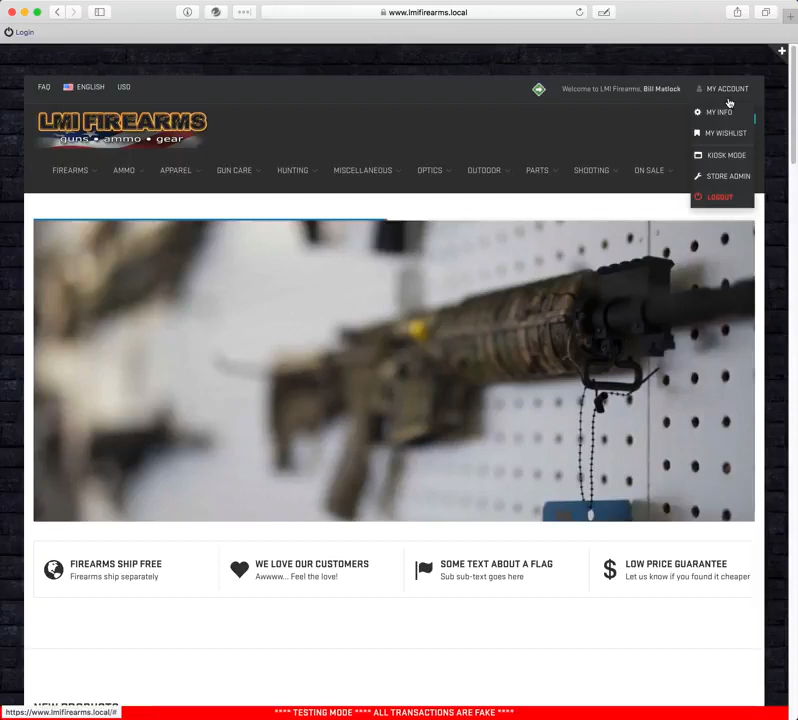 www.lmifirearms.local
Login
FAQ ENGLISH USD
Welcome to LMI Firearms, Bill Matlock MY ACCOUNT
MY INFO
MY WISHLIST
KIOSK MODE
STORE ADMIN
LOGOUT
LMI FIREARMS
guns • ammo • gear
FIREARMS AMMO APPAREL GUN CARE HUNTING MISCELLANEOUS OPTICS OUTDOOR PARTS SHOOTING ON SALE
FIREARMS SHIP FREE
Firearms ship separately
WE LOVE OUR CUSTOMERS
Awwww... Feel the love!
SOME TEXT ABOUT A FLAG
Sub sub-text goes here
LOW PRICE GUARANTEE
Let us know if you found it cheaper
NEW PRODUCTS
https://www.lmifirearms.local/#
**** TESTING MODE **** ALL TRANSACTIONS ARE FAKE ****